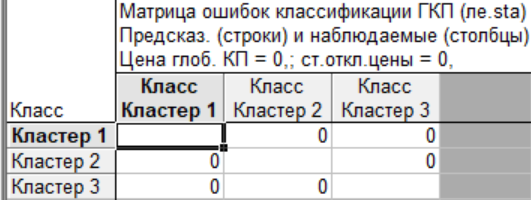 Матрица ошибок классификации ГКП (ле.sta)
Предсказ. (строки) и наблюдаемые (столбцы)
Цена глоб. КП = 0,; ст.откл.цены = 0,
Класс Класс Класс
Класс Кластер 1 Кластер 2 Кластер 3
Кластер 1 0 0
Кластер 2 0 0
Кластер 3 0 0